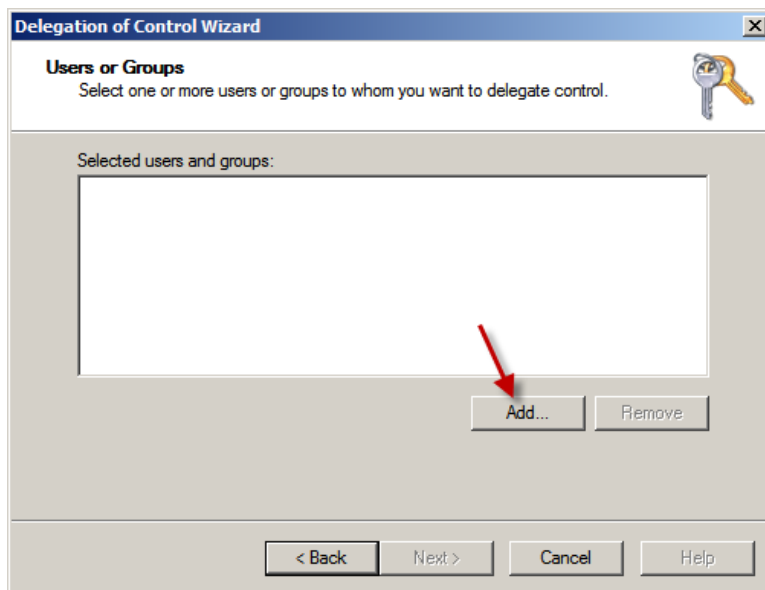 Delegation of Control Wizard
Users or Groups
Select one or more users or groups to whom you want to delegate control.
Selected users and groups:
Add...
Remove
< Back
Next >
Cancel
Help